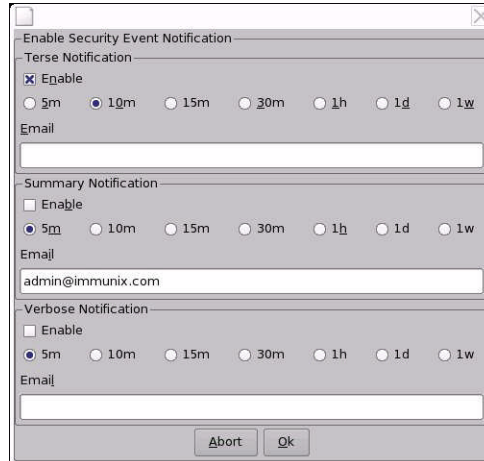 Enable Security Event Notification
Terse Notification
Enable
5m 10m 15m 30m 1h 1d 1w
Email
Summary Notification
Enable
5m 10m 15m 30m 1h 1d 1w
Email
admin@immunix.com
Verbose Notification
Enable
5m 10m 15m 30m 1h 1d 1w
Email
Abort Ok